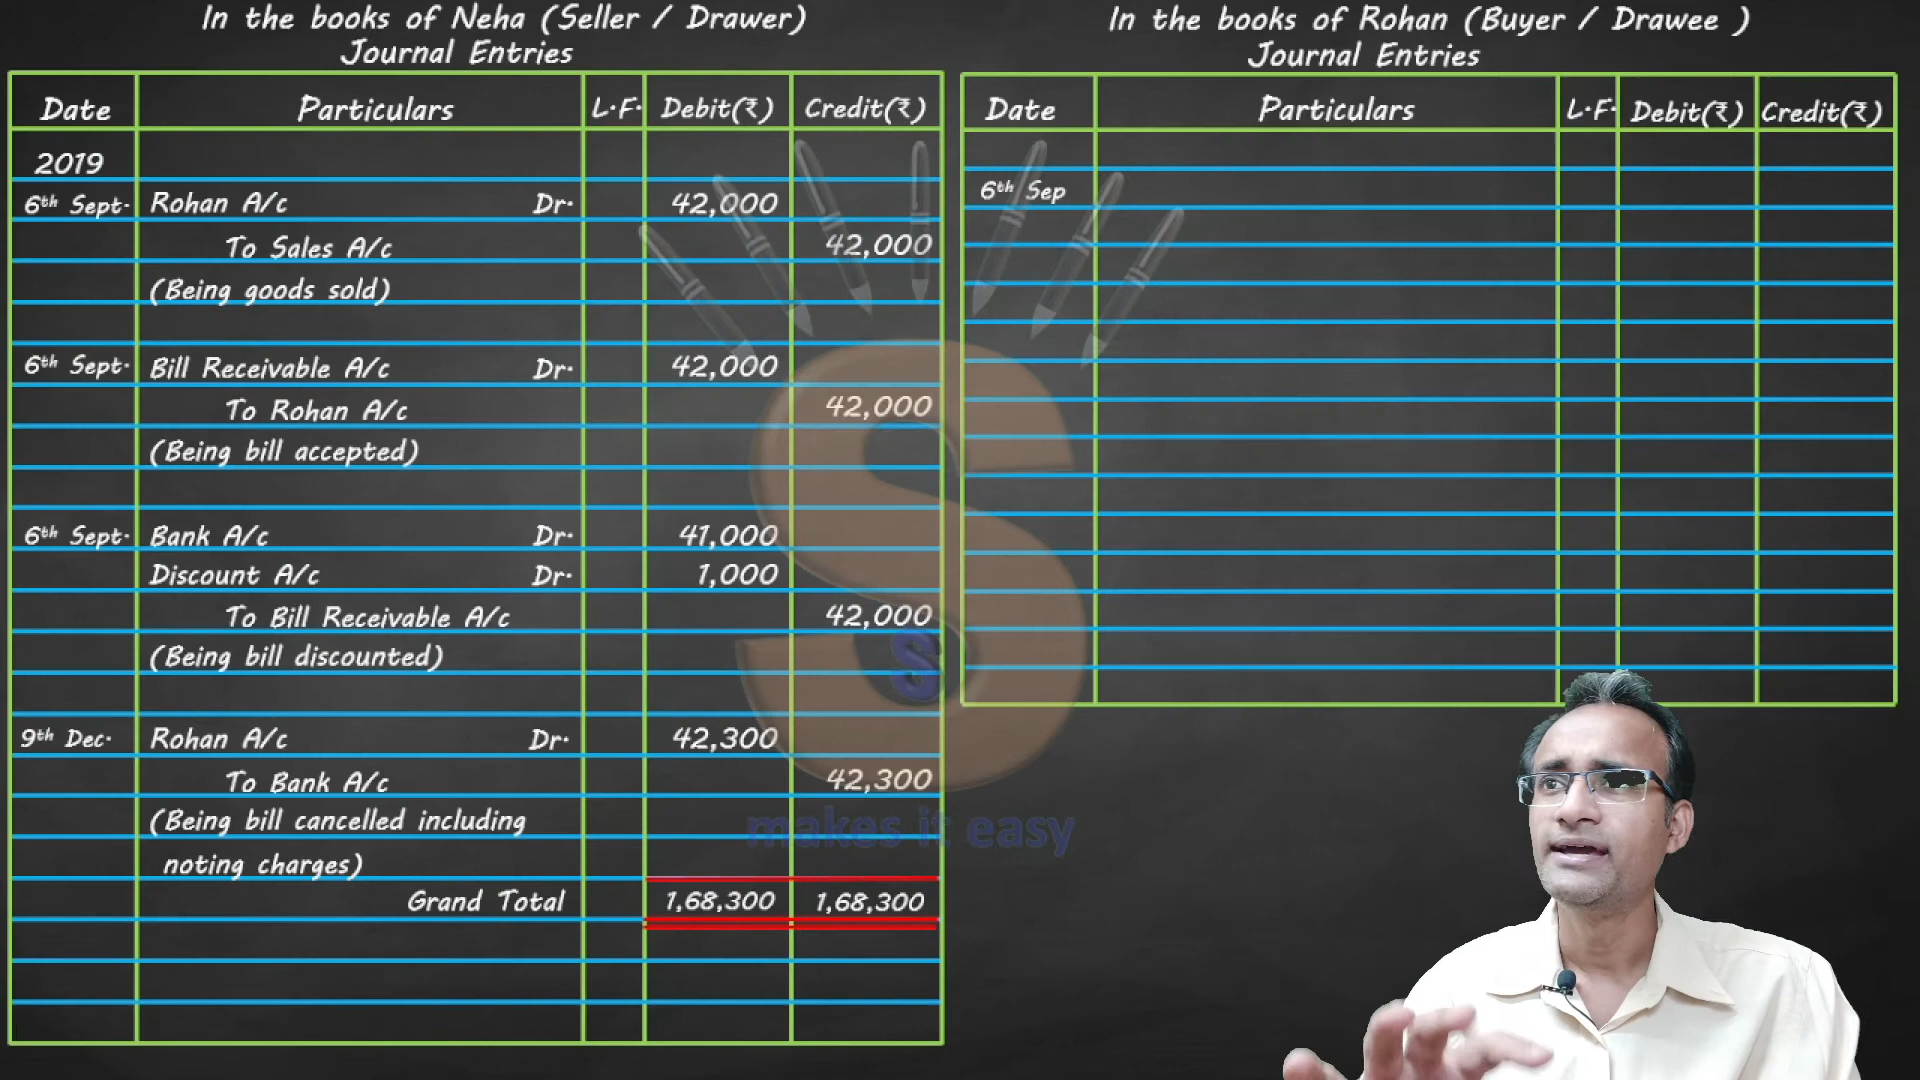 In the books of Neha (Seller / Drawer)
Journal Entries
Date Particulars L.F. Debit(₹) Credit(₹)
2019
6th Sept. Rohan A/c Dr. 42,000
To Sales A/c 42,000
(Being goods sold)
6th Sept. Bill Receivable A/c Dr. 42,000
To Rohan A/c 42,000
(Being bill accepted)
6th Sept. Bank A/c Dr. 41,000
Discount A/c Dr. 1,000
To Bill Receivable A/c 42,000
(Being bill discounted)
9th Dec. Rohan A/c Dr. 42,300
To Bank A/c 42,300
(Being bill cancelled including
noting charges)
Grand Total 1,68,300 1,68,300
In the books of Rohan (Buyer / Drawee )
Journal Entries
Date Particulars L.F. Debit(₹) Credit(₹)
6th Sep
S
S
makes it easy